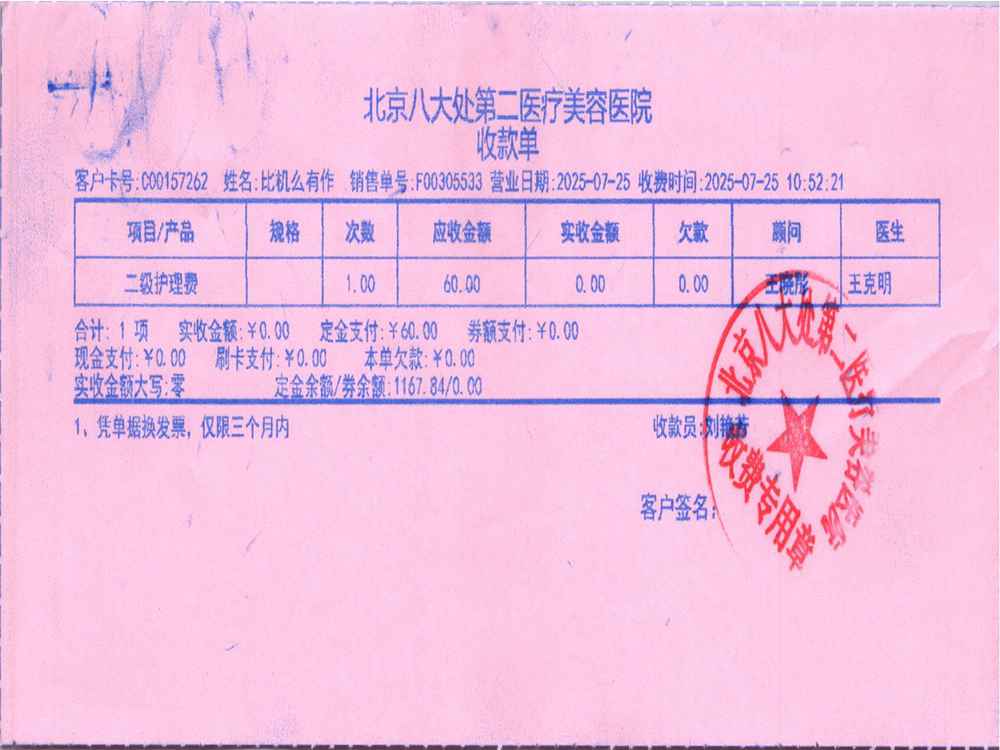 北京八大处第二医疗美容医院
收款单
客户卡号:C00157262 姓名:比机么有作 销售单号:F00305533 营业日期:2025-07-25 收费时间:2025-07-25 10:52:21
项目/产品 规格 次数 应收金额 实收金额 欠款 顾问 医生
二级护理费 1.00 60.00 0.00 0.00 王晓彤 王克明
合计: 1 项 实收金额:￥0.00 定金支付:￥60.00 券额支付:￥0.00
现金支付:￥0.00 刷卡支付:￥0.00 本单欠款:￥0.00
实收金额大写:零 定金余额/券余额:1167.84/0.00
1、凭单据换发票，仅限三个月内 收款员:刘艳芳
客户签名:
北京八大处第二医疗美容医院
收费专用章